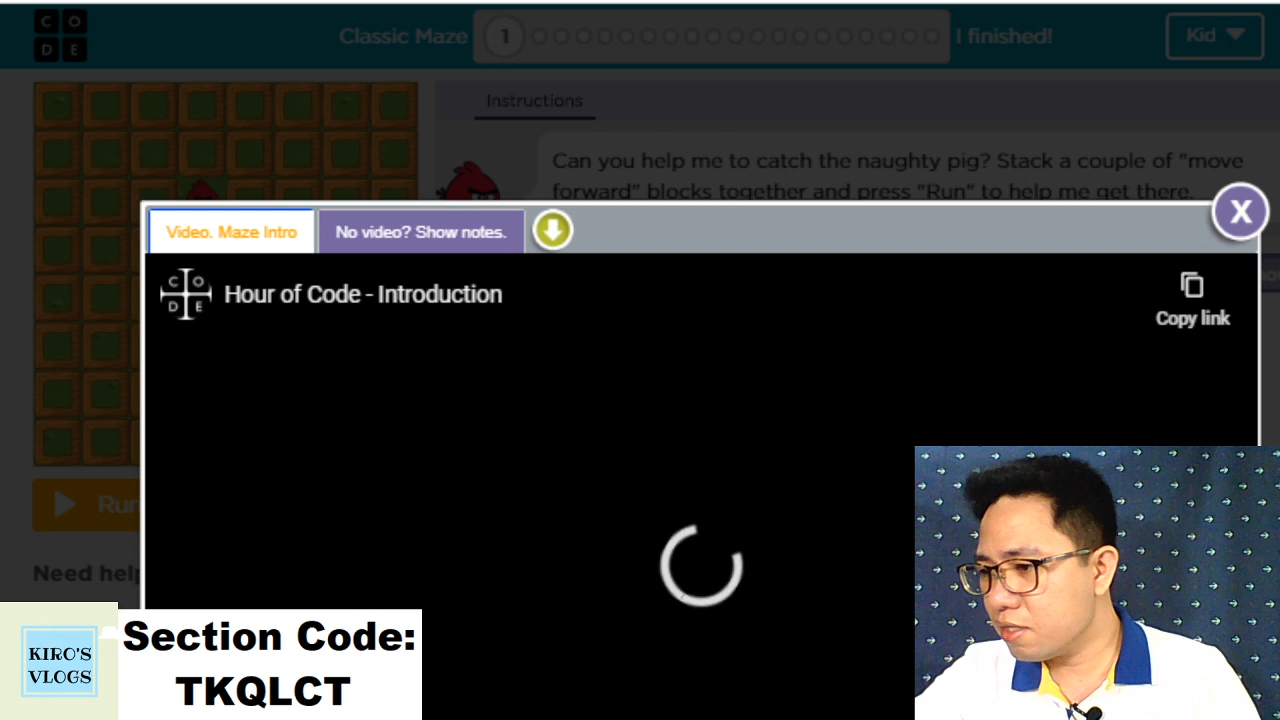 C O
D E
Classic Maze 1 I finished! Kid
Instructions
Can you help me to catch the naughty pig? Stack a couple of "move
forward" blocks together and press "Run" to help me get there.
Video. Maze Intro No video? Show notes. X
C O
D E
Hour of Code - Introduction
Copy link
Run
Need help
KIRO'S
VLOGS
Section Code:
TKQLCT